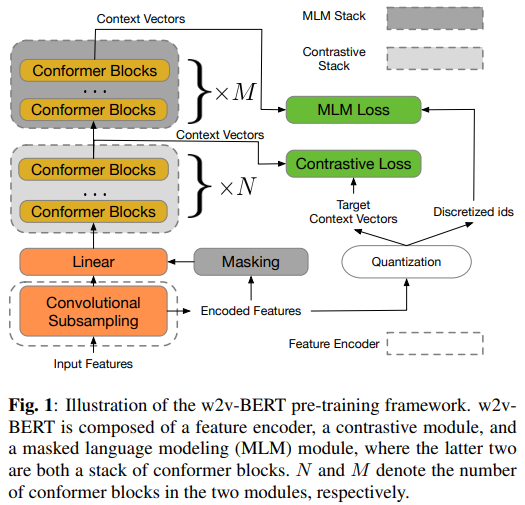 Context Vectors
MLM Stack
Contrastive
Stack
Conformer Blocks
...
Conformer Blocks
} × M
MLM Loss
Context Vectors
Contrastive Loss
Conformer Blocks
...
Conformer Blocks
} × N
Target
Context Vectors
Discretized ids
Linear
Masking
Quantization
Convolutional
Subsampling
Encoded Features
Feature Encoder
Input Features
Fig. 1: Illustration of the w2v-BERT pre-training framework. w2v-
BERT is composed of a feature encoder, a contrastive module, and
a masked language modeling (MLM) module, where the latter two
are both a stack of conformer blocks. N and M denote the number
of conformer blocks in the two modules, respectively.